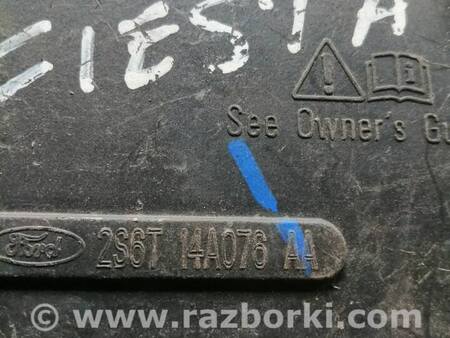 FIESTA
See Owner's Gu
Ford 2S6T 14A076 AA
© www.razborki.com